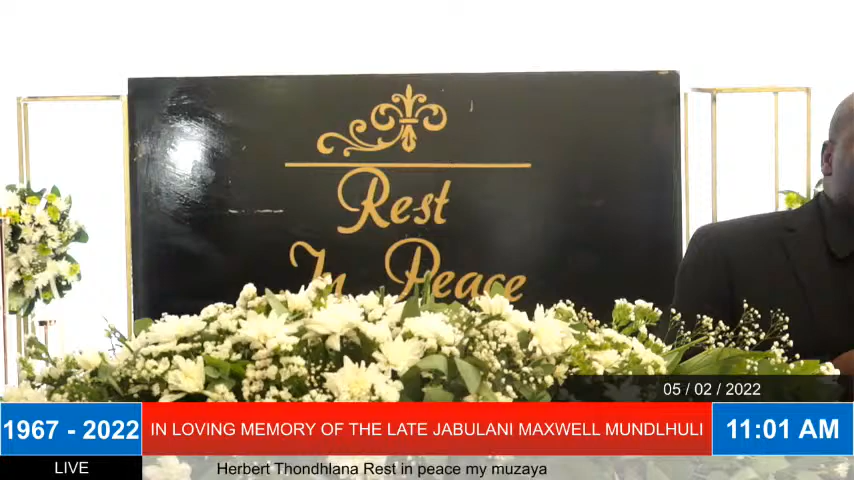 Rest
In Peace
05 / 02 / 2022
1967 - 2022
IN LOVING MEMORY OF THE LATE JABULANI MAXWELL MUNDLHULI
11:01 AM
LIVE
Herbert Thondhlana Rest in peace my muzaya